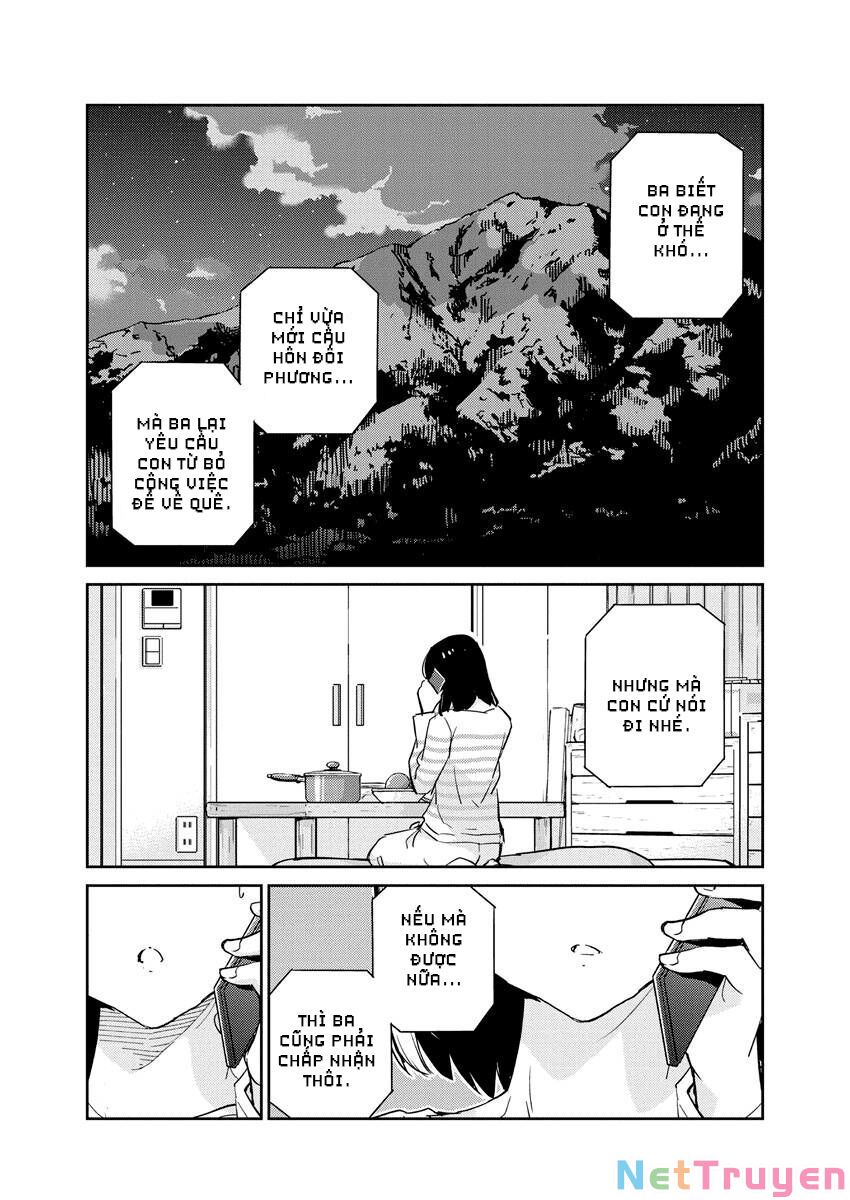 BA BIẾT
CON ĐANG
Ở THẾ
KHÓ...
CHỈ VỪA
MỚI CẦU
HÔN ĐỐI
PHƯƠNG...
MÀ BA LẠI
YÊU CẦU
CON TỪ BỎ
CÔNG VIỆC
ĐỂ VỀ QUÊ.
NHƯNG MÀ
CON CỨ NÓI
ĐI NHÉ.
NẾU MÀ
KHÔNG
ĐƯỢC
NỮA...
THÌ BA
CŨNG PHẢI
CHẤP NHẬN
THÔI.
NetTruyen